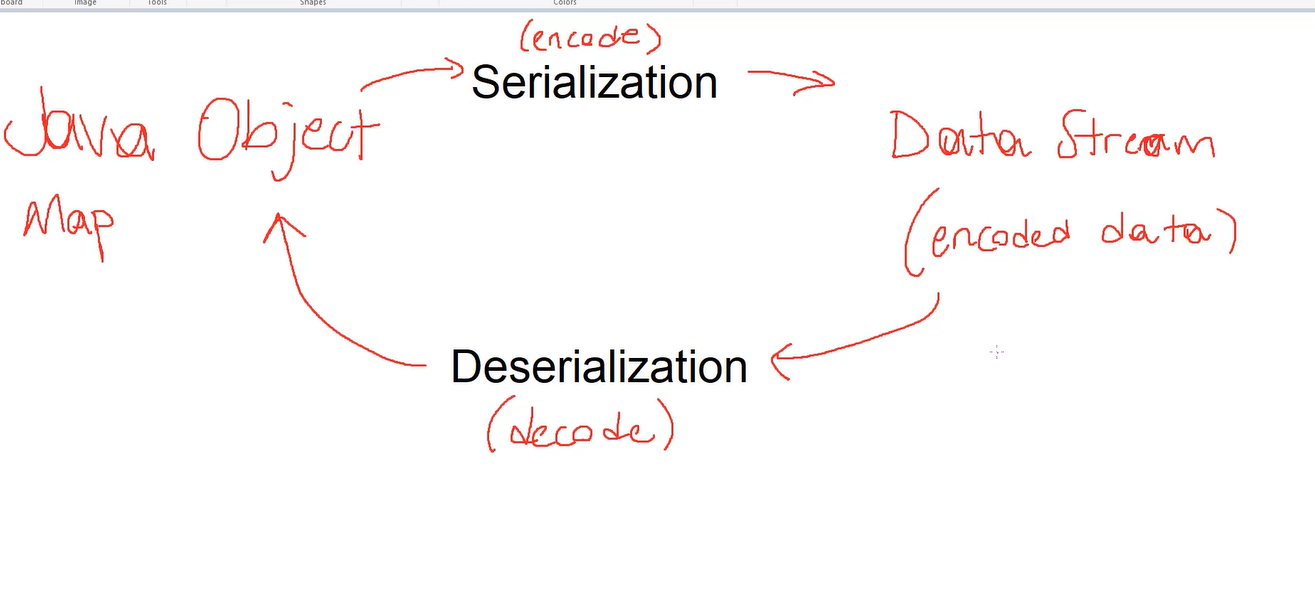 board Image Tools Shapes Colors
(encode)
Serialization
Java Object
Data Stream
Map
(encoded data)
Deserialization
(decode)